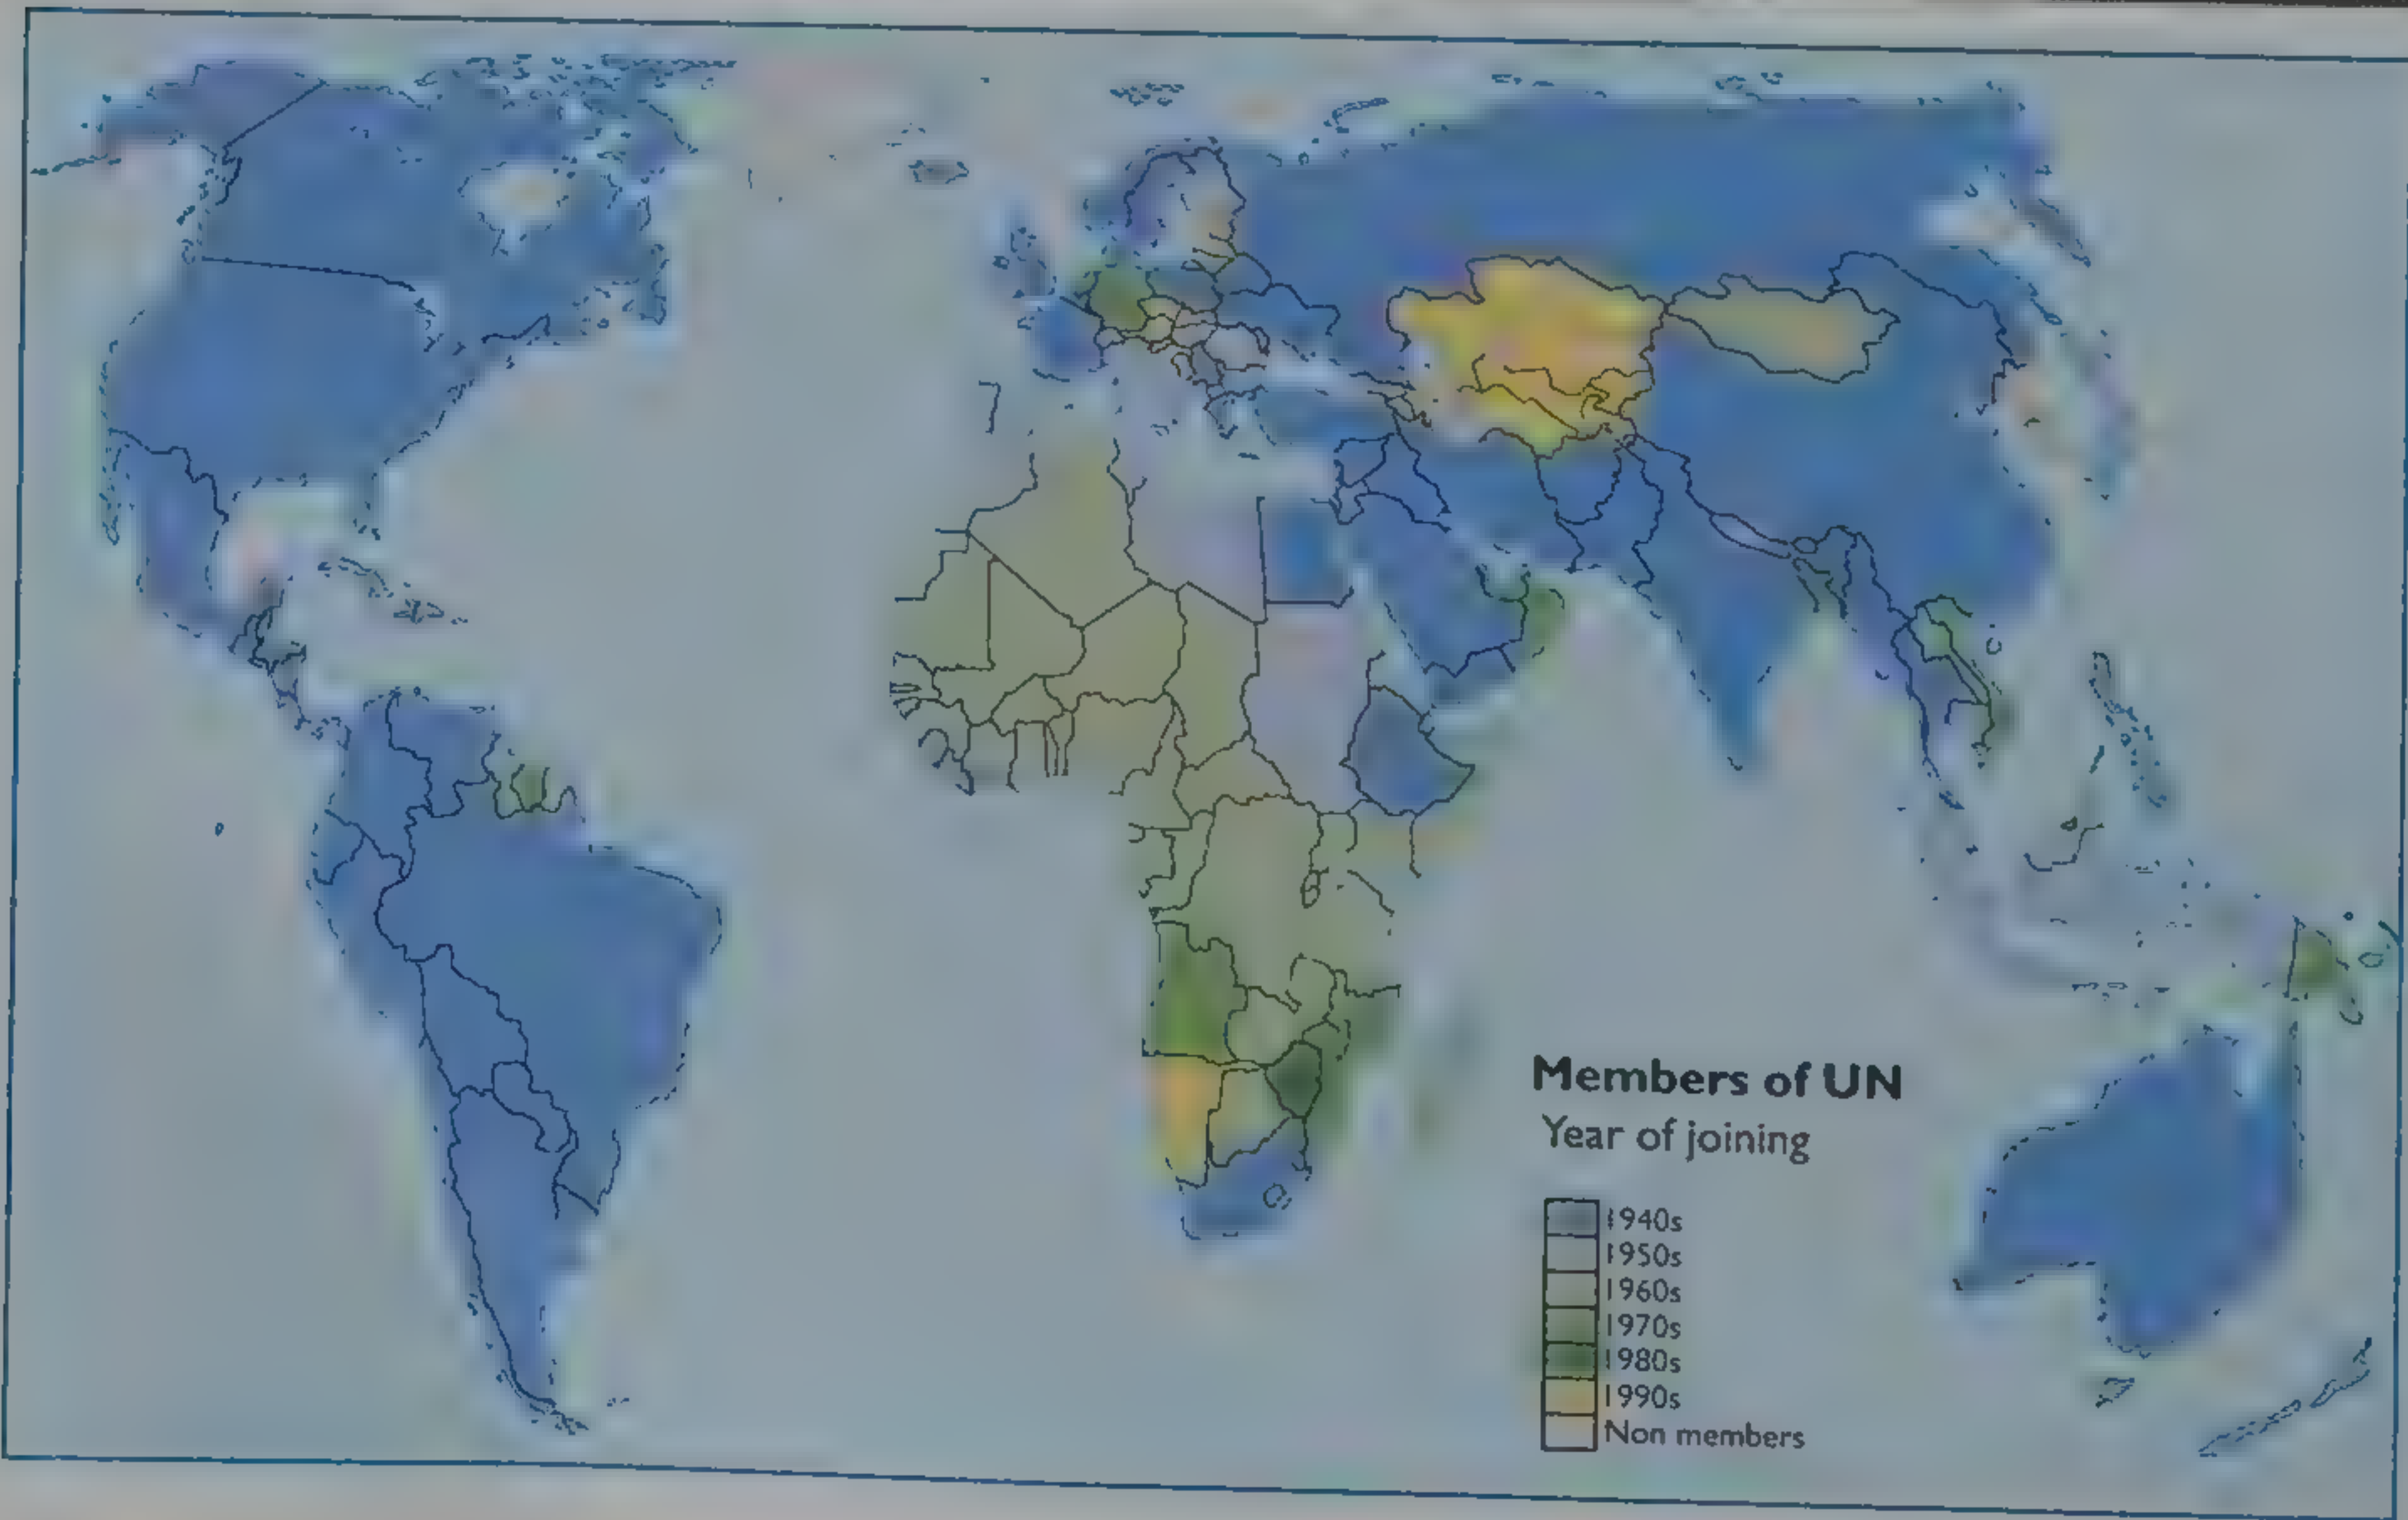 Members of UN
Year of joining
1940s
1950s
1960s
1970s
1980s
1990s
Non members